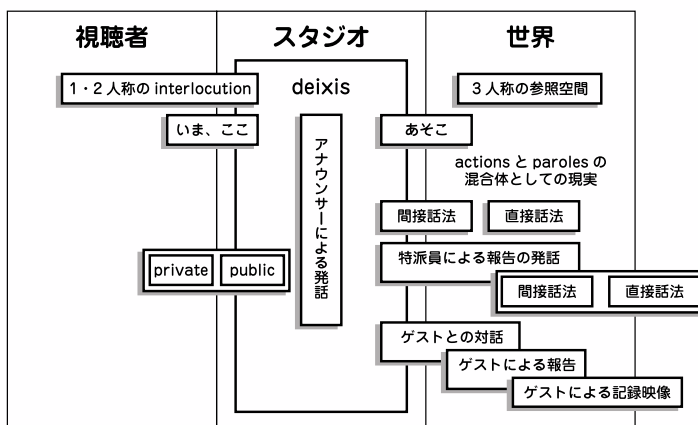 視聴者
スタジオ
世界
1・2人称の interlocution
deixis
3人称の参照空間
いま、ここ
アナウンサーによる発話
あそこ
actions と paroles の
混合体としての現実
間接話法
直接話法
private
public
特派員による報告の発話
間接話法
直接話法
ゲストとの対話
ゲストによる報告
ゲストによる記録映像